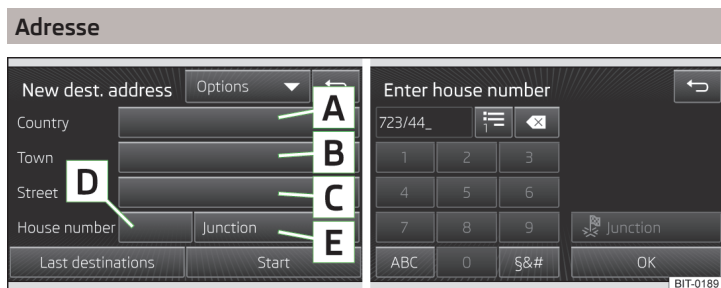 Adresse
New dest. address Options
Country A
Town B
Street C
D
House number Junction E
Last destinations Start
Enter house number
723/44_ 1
1 2 3
4 5 6
7 8 9 Junction
ABC 0 §&# OK
BIT-0189